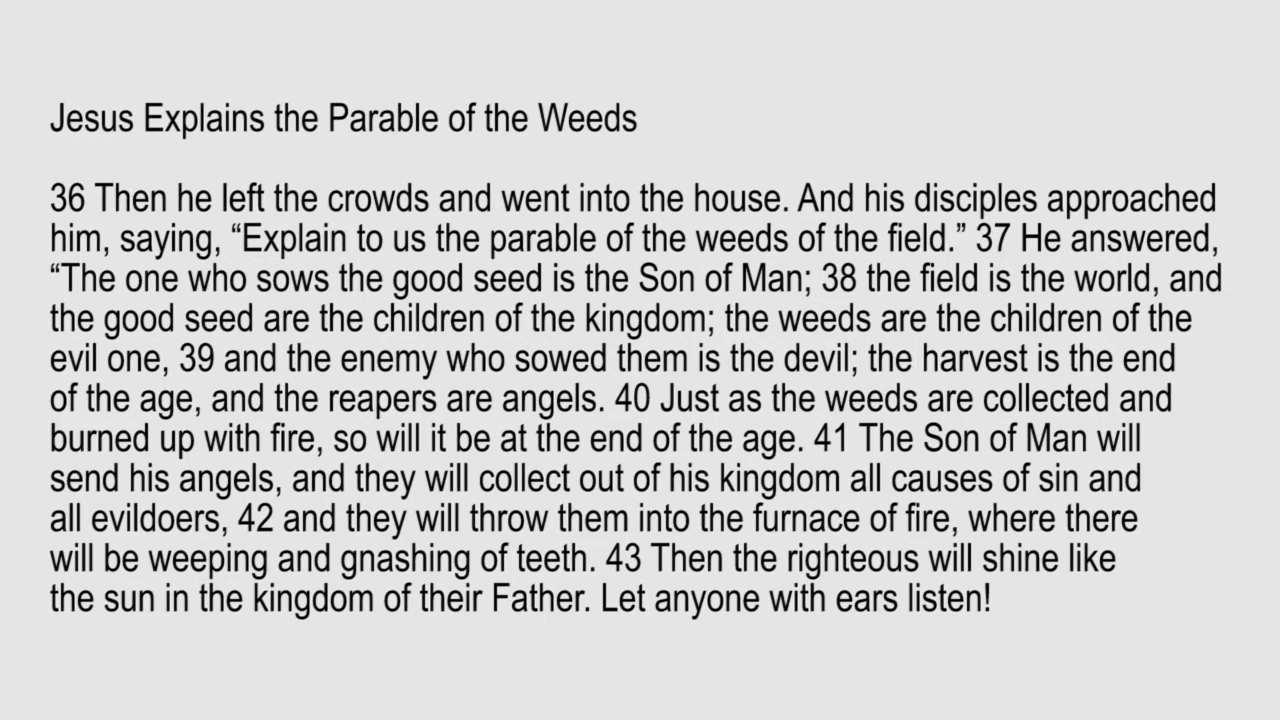 Jesus Explains the Parable of the Weeds
36 Then he left the crowds and went into the house. And his disciples approached
him, saying, “Explain to us the parable of the weeds of the field.” 37 He answered,
“The one who sows the good seed is the Son of Man; 38 the field is the world, and
the good seed are the children of the kingdom; the weeds are the children of the
evil one, 39 and the enemy who sowed them is the devil; the harvest is the end
of the age, and the reapers are angels. 40 Just as the weeds are collected and
burned up with fire, so will it be at the end of the age. 41 The Son of Man will
send his angels, and they will collect out of his kingdom all causes of sin and
all evildoers, 42 and they will throw them into the furnace of fire, where there
will be weeping and gnashing of teeth. 43 Then the righteous will shine like
the sun in the kingdom of their Father. Let anyone with ears listen!